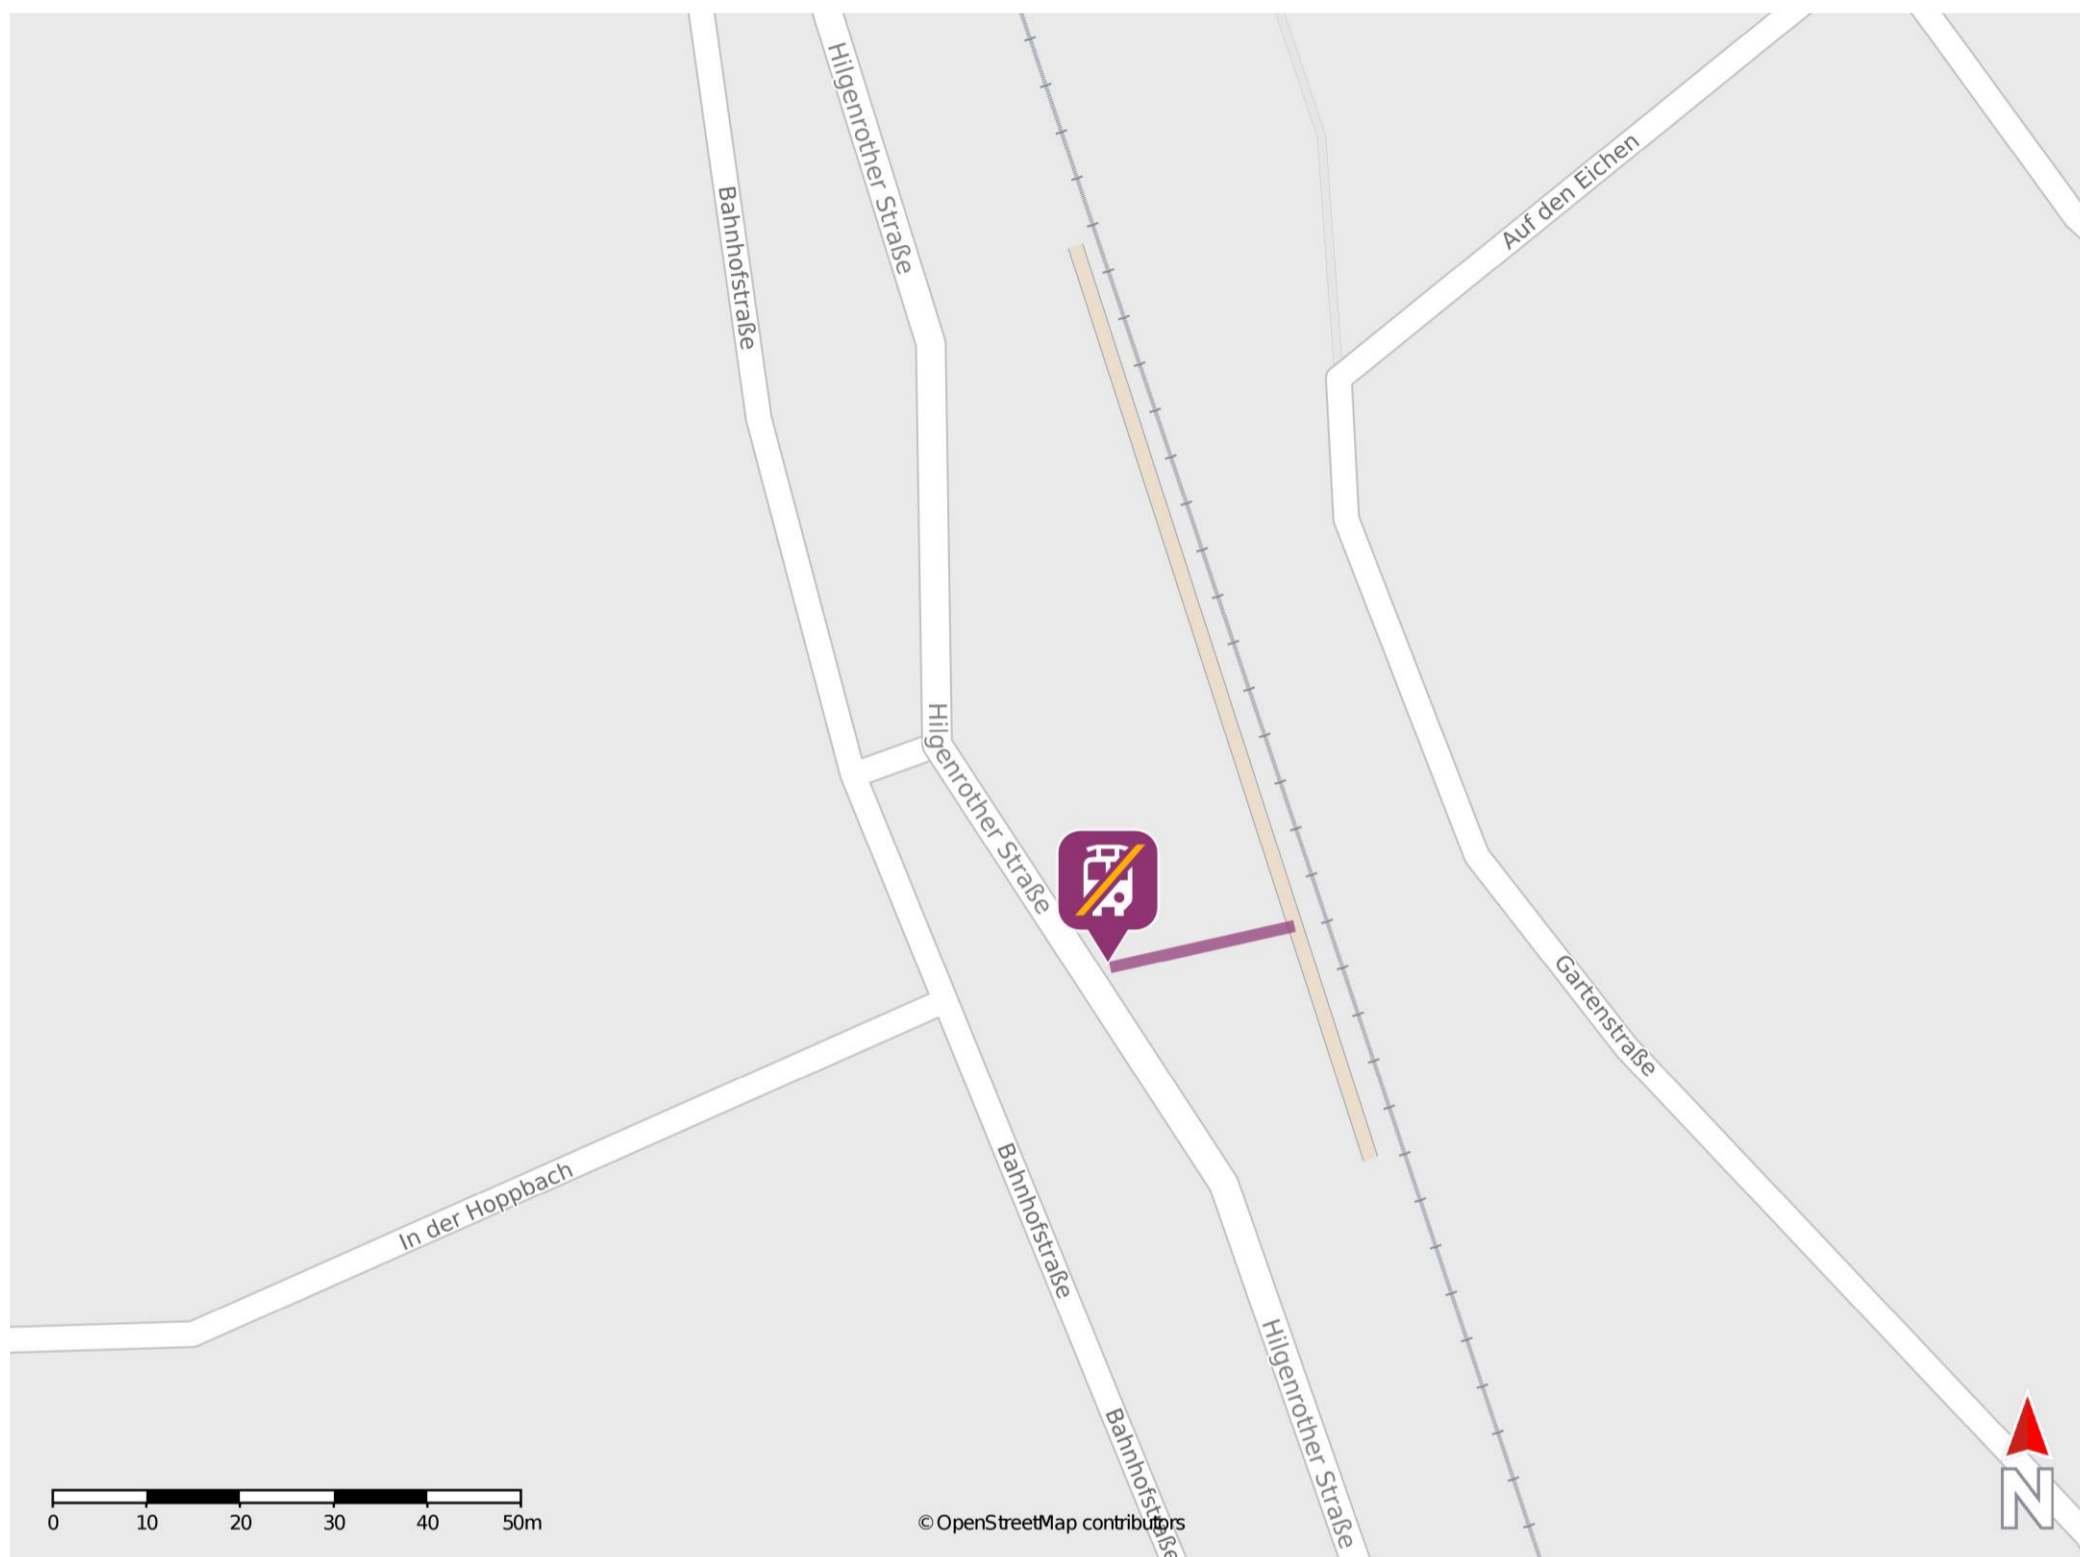 Hilgenrother Straße
Auf den Eichen
Bahnhofstraße
Hilgenrother Straße
Gartenstraße
In der Hoppbach
Bahnhofstraße
Hilgenrother Straße
Bahnhofstraße
N
0 10 20 30 40 50m
© OpenStreetMap contributors